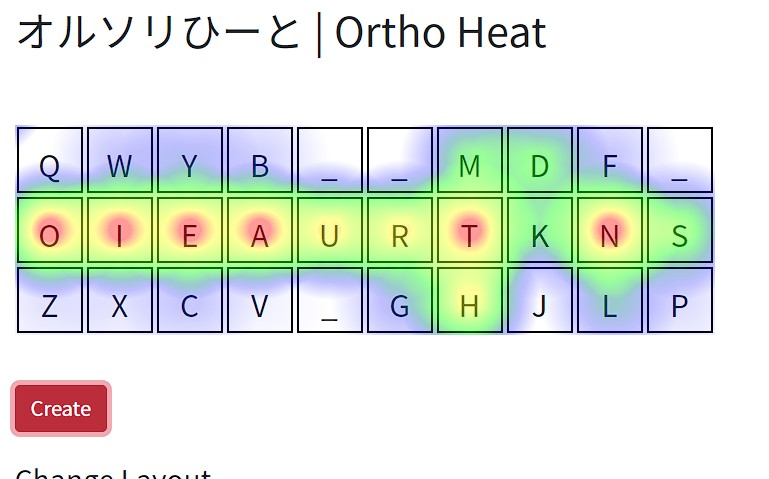 オルソリひーと | Ortho Heat
Q W Y B _ _ M D F _
O I E A U R T K N S
Z X C V _ G H J L P
Create
Change Layout